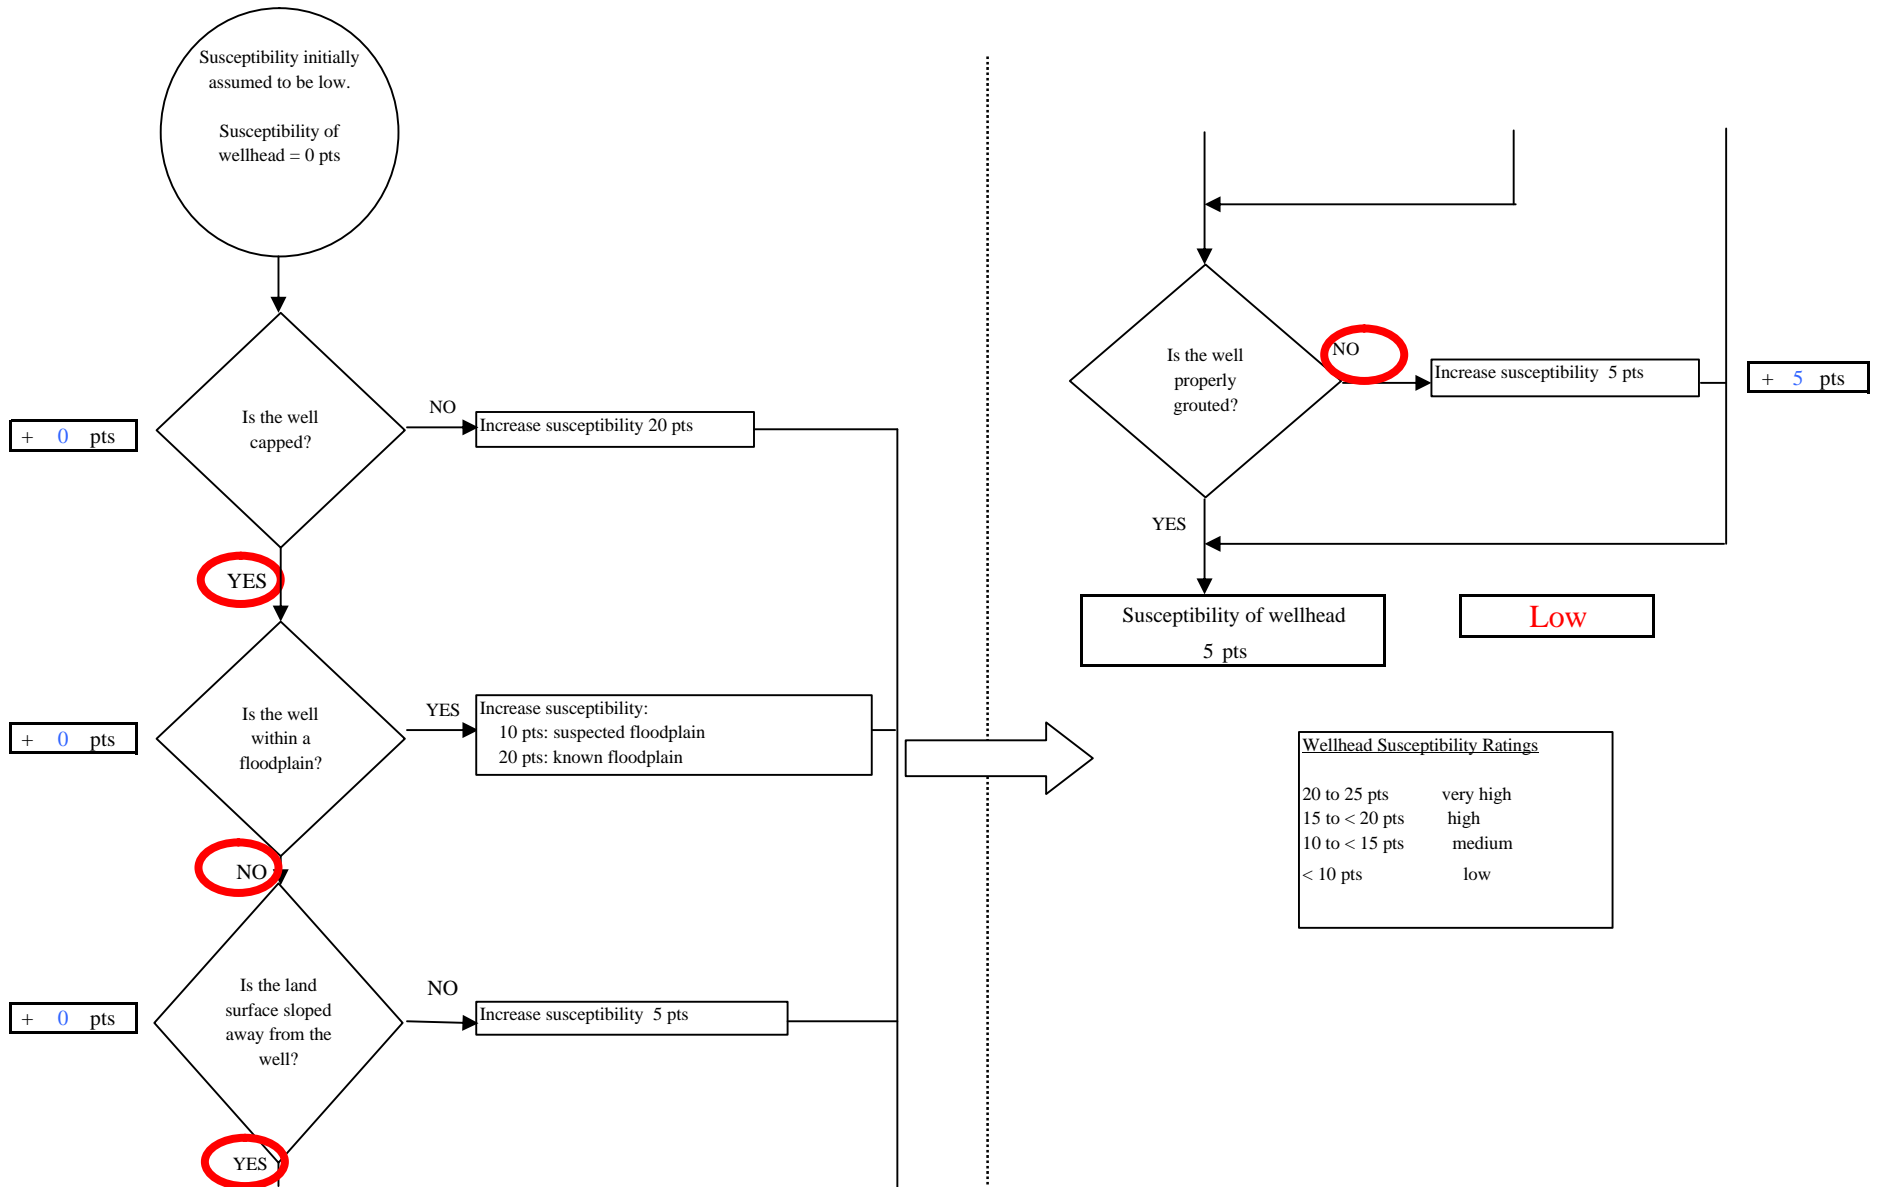 Susceptibility initially
assumed to be low.
Susceptibility of
wellhead = 0 pts
+ 0 pts
Is the well
capped?
NO
Increase susceptibility 20 pts
YES
+ 0 pts
Is the well
within a
floodplain?
YES
Increase susceptibility:
10 pts: suspected floodplain
20 pts: known floodplain
NO
+ 0 pts
Is the land
surface sloped
away from the
well?
NO
Increase susceptibility 5 pts
YES
Is the well
properly
grouted?
NO
Increase susceptibility 5 pts
+ 5 pts
YES
Susceptibility of wellhead
5 pts
Low
Wellhead Susceptibility Ratings
20 to 25 pts very high
15 to < 20 pts high
10 to < 15 pts medium
< 10 pts low